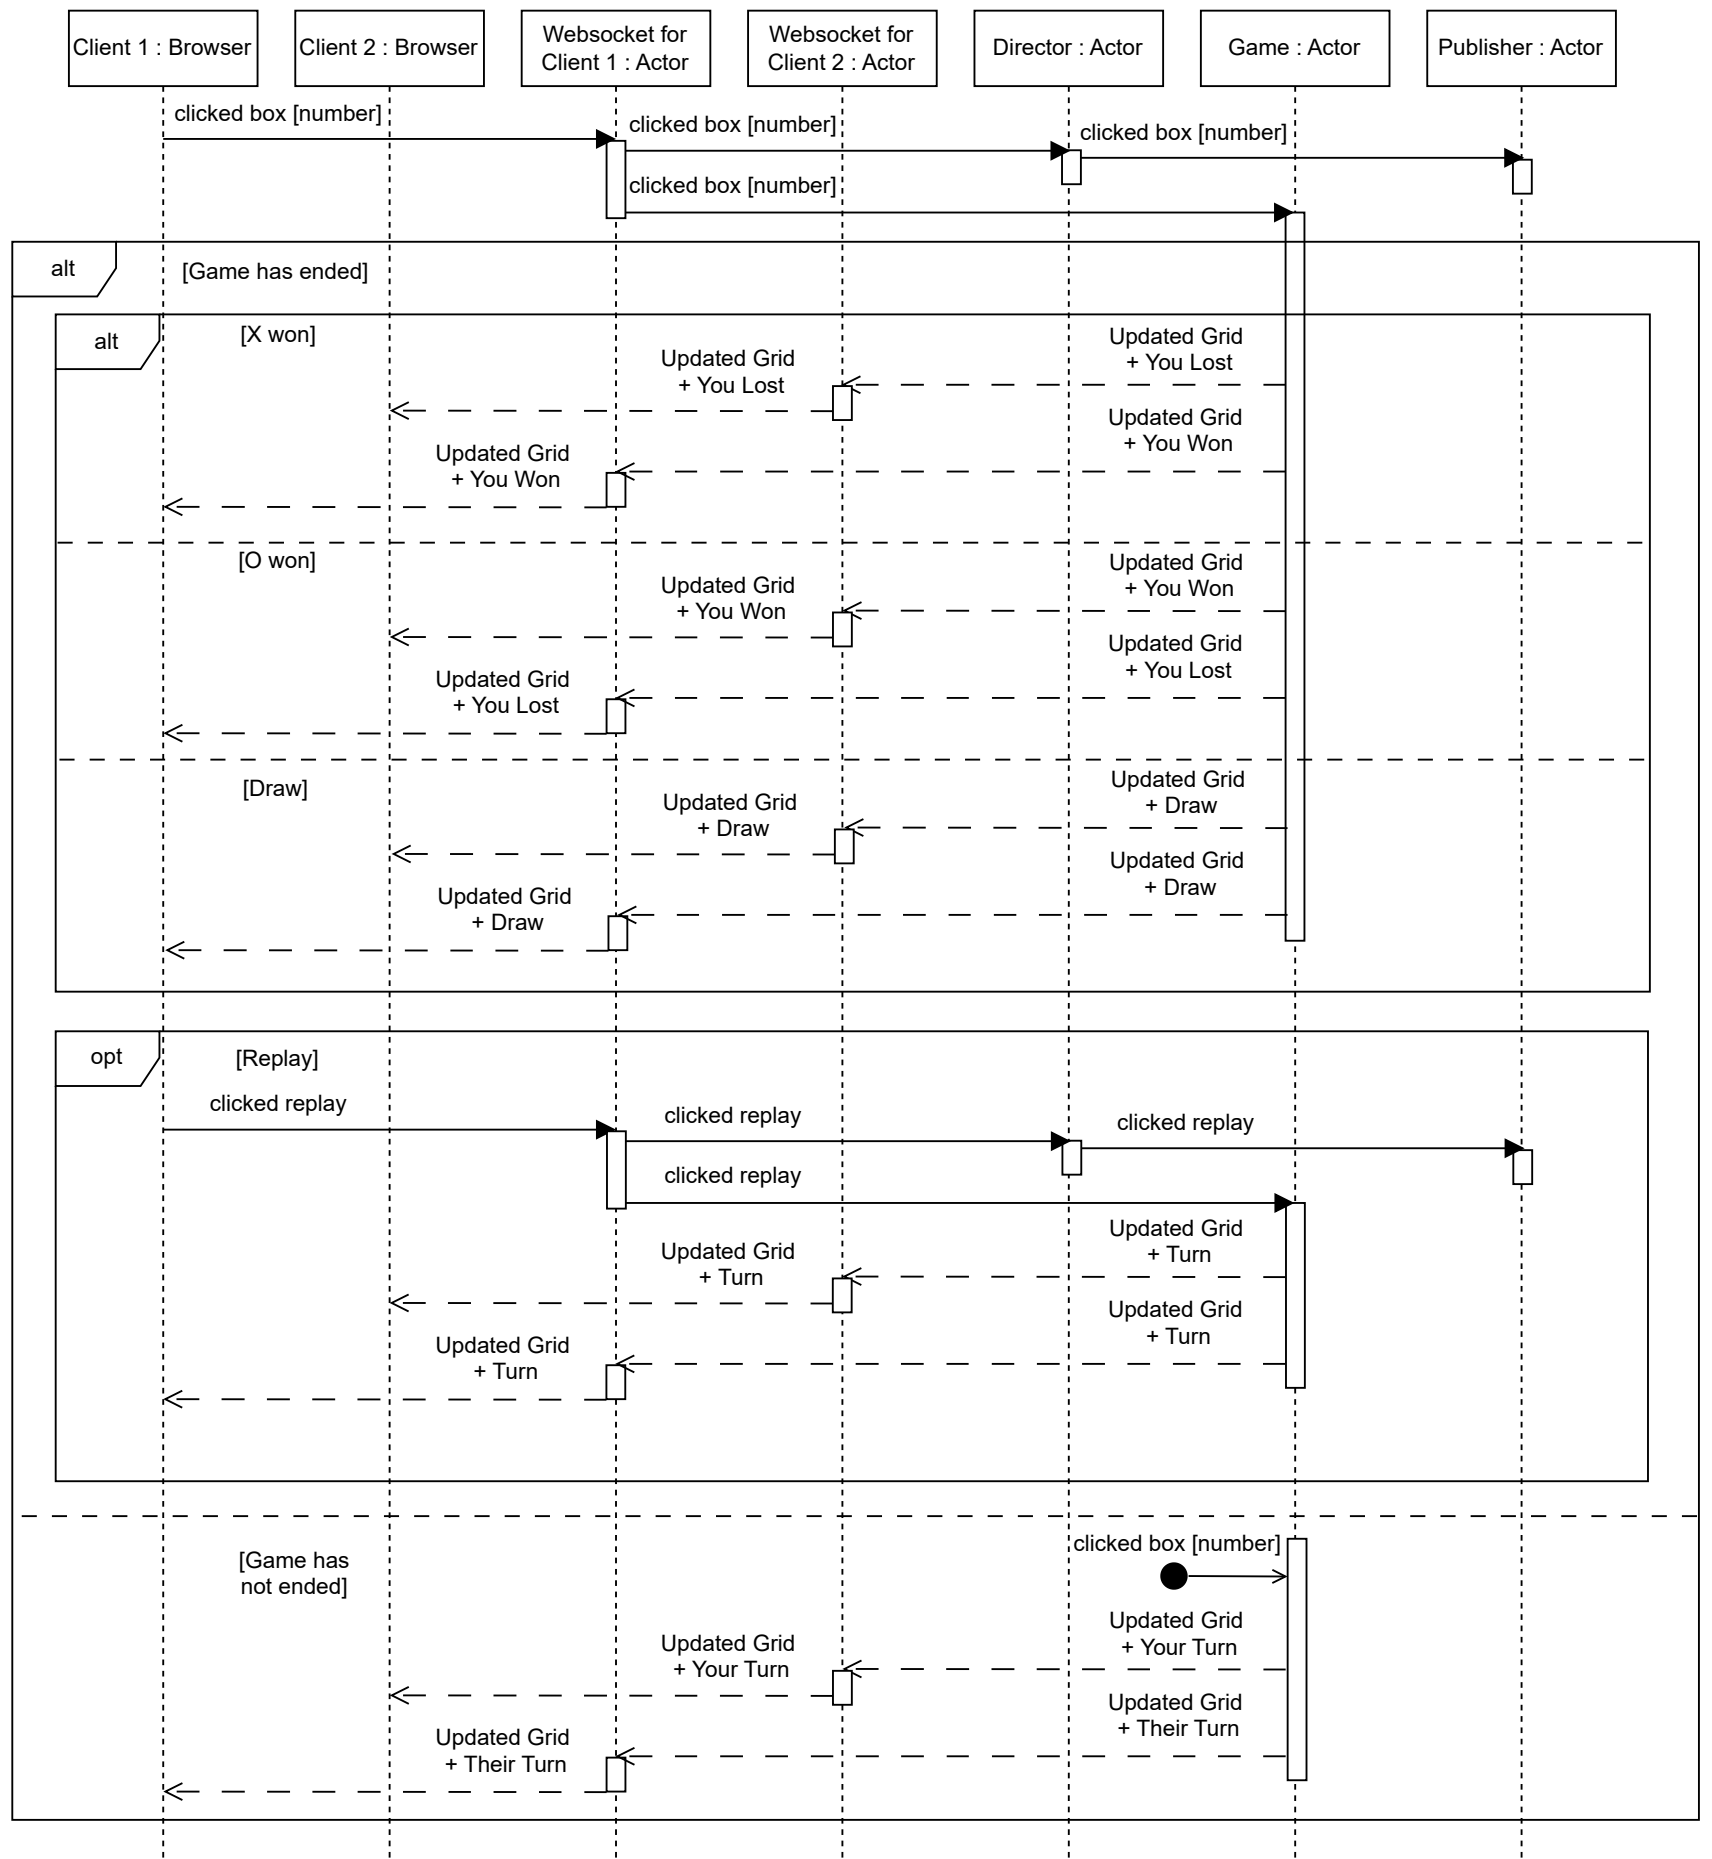 Client 1 : Browser
Client 2 : Browser
Websocket for
Client 1 : Actor
Websocket for
Client 2 : Actor
Director : Actor
Game : Actor
Publisher : Actor
clicked box [number]
clicked box [number]
clicked box [number]
clicked box [number]
alt
[Game has ended]
alt
[X won]
Updated Grid
+ You Lost
Updated Grid
+ You Lost
Updated Grid
+ You Won
Updated Grid
+ You Won
[O won]
Updated Grid
+ You Won
Updated Grid
+ You Won
Updated Grid
+ You Lost
Updated Grid
+ You Lost
[Draw]
Updated Grid
+ Draw
Updated Grid
+ Draw
Updated Grid
+ Draw
Updated Grid
+ Draw
opt
[Replay]
clicked replay
clicked replay
clicked replay
clicked replay
Updated Grid
+ Turn
Updated Grid
+ Turn
Updated Grid
+ Turn
Updated Grid
+ Turn
clicked box [number]
[Game has
not ended]
Updated Grid
+ Your Turn
Updated Grid
+ Your Turn
Updated Grid
+ Their Turn
Updated Grid
+ Their Turn